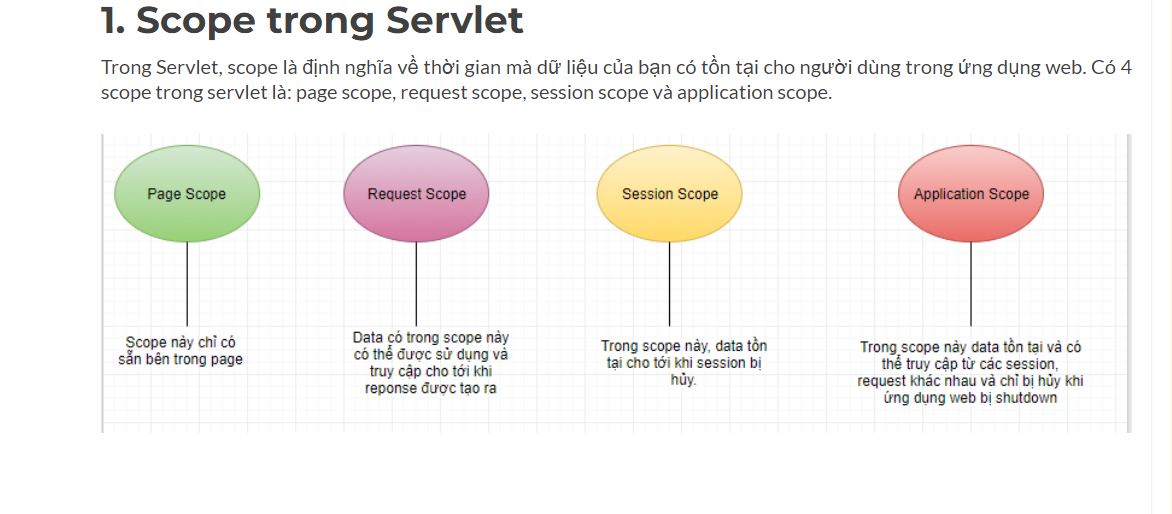 1. Scope trong Servlet
Trong Servlet, scope là định nghĩa về thời gian mà dữ liệu của bạn có tồn tại cho người dùng trong ứng dụng web. Có 4
scope trong servlet là: page scope, request scope, session scope và application scope.
Page Scope
Request Scope
Session Scope
Application Scope
Scope này chỉ có
sẵn bên trong page
Data có trong scope này
có thể được sử dụng và
truy cập cho tới khi
reponse được tạo ra
Trong scope này, data tồn
tại cho tới khi session bị
hủy.
Trong scope này data tồn tại và có
thể truy cập từ các session,
request khác nhau và chỉ bị hủy khi
ứng dụng web bị shutdown